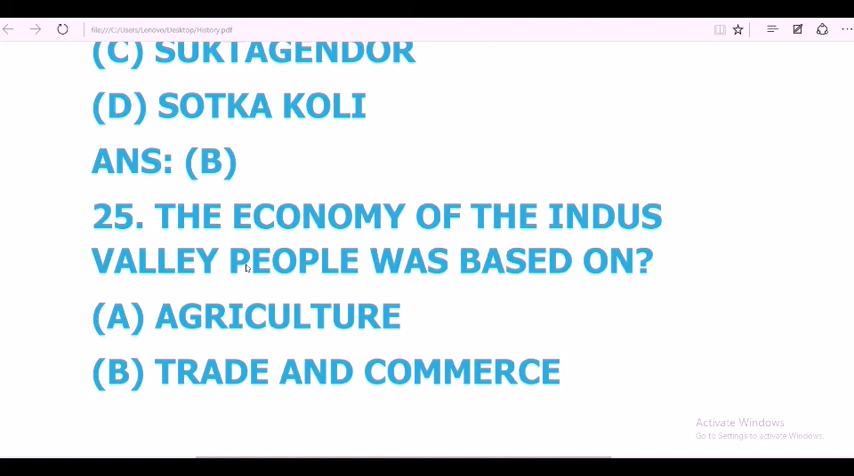 file:///C:/Users/Lenovo/Desktop/History.pdf
(C) SUKTAGENDOR
(D) SOTKA KOLI
ANS: (B)
25. THE ECONOMY OF THE INDUS
VALLEY PEOPLE WAS BASED ON?
(A) AGRICULTURE
(B) TRADE AND COMMERCE
Activate Windows
Go to Settings to activate Windows.